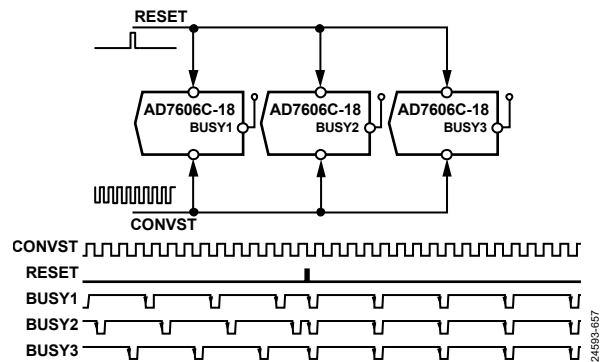 RESET
AD7606C-18
BUSY1
AD7606C-18
BUSY2
AD7606C-18
BUSY3
CONVST
CONVST
RESET
BUSY1
BUSY2
BUSY3
24593-657